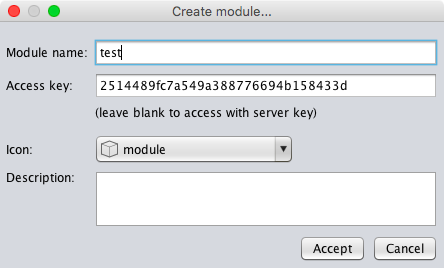 Create module...
Module name: test
Access key: 2514489fc7a549a388776694b158433d
(leave blank to access with server key)
Icon: module
Description:
Accept Cancel